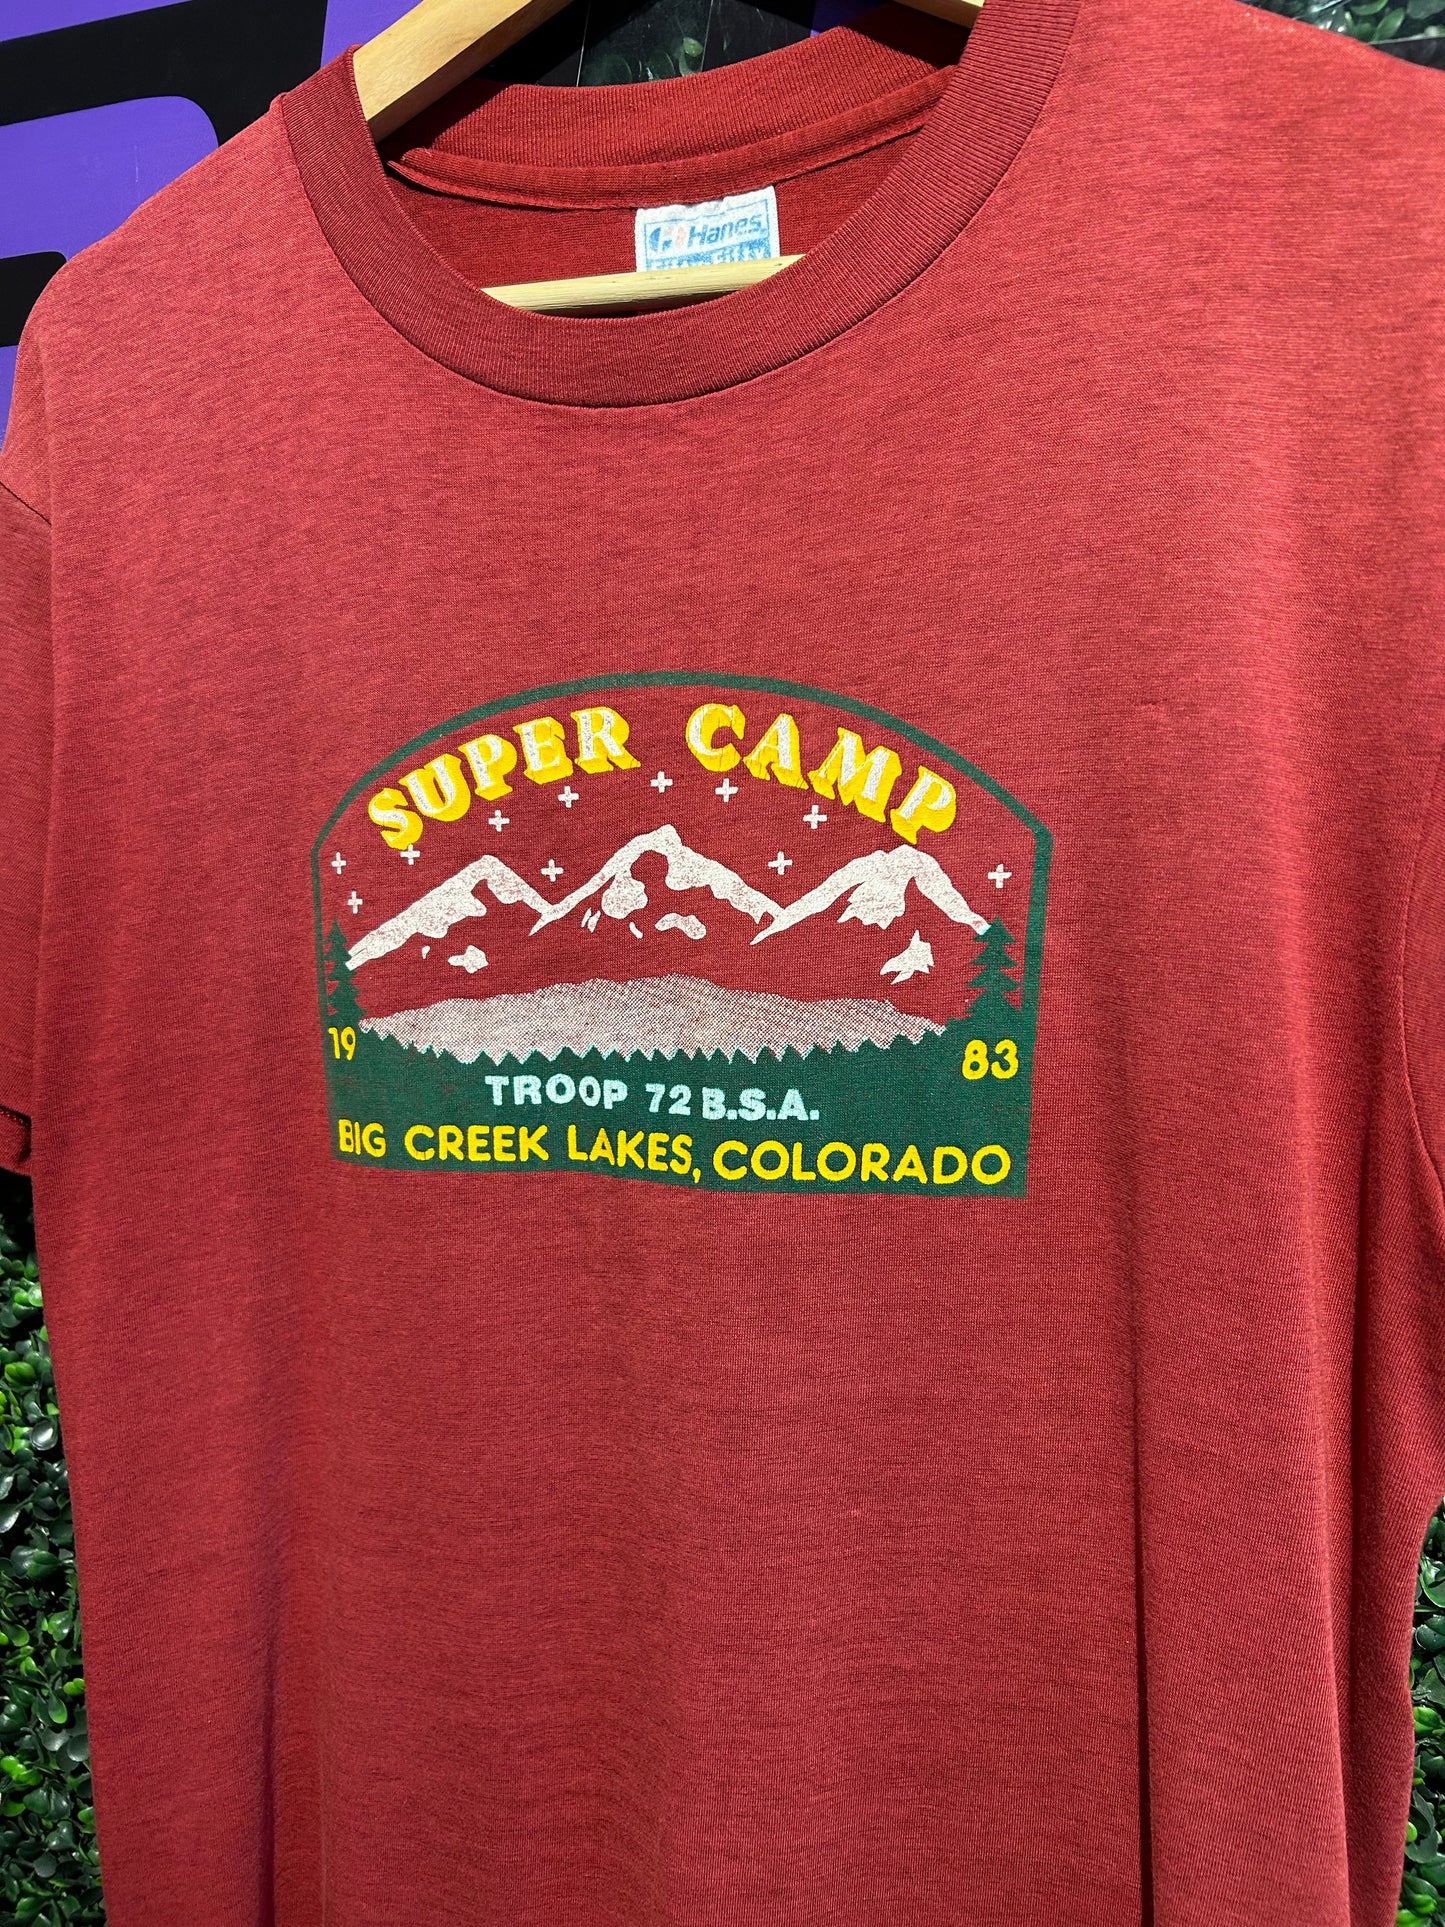 Hanes
SUPER CAMP
19 83
TROOP 72 B.S.A.
BIG CREEK LAKES, COLORADO